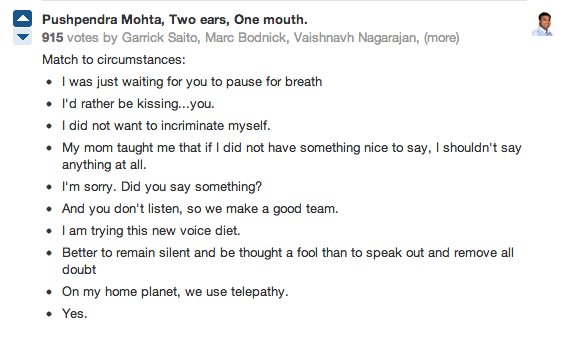 Pushpendra Mohta, Two ears, One mouth.
915 votes by Garrick Saito, Marc Bodnick, Vaishnavh Nagarajan, (more)
Match to circumstances:
• I was just waiting for you to pause for breath
• I'd rather be kissing...you.
• I did not want to incriminate myself.
• My mom taught me that if I did not have something nice to say, I shouldn't say
anything at all.
• I'm sorry. Did you say something?
• And you don't listen, so we make a good team.
• I am trying this new voice diet.
• Better to remain silent and be thought a fool than to speak out and remove all
doubt
• On my home planet, we use telepathy.
• Yes.